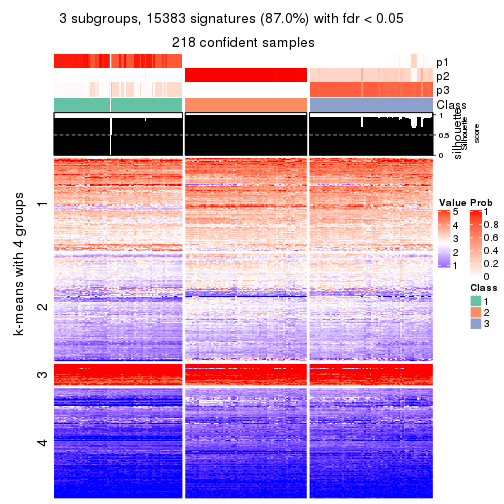 3 subgroups, 15383 signatures (87.0%) with fdr < 0.05
218 confident samples
p1
p2
p3
Class
1
0.5
0
silhouette
Silhouette
score
k-means with 4 groups
1
2
3
4
Value
5
4
3
2
1
Prob
1
0.8
0.6
0.4
0.2
0
Class
1
2
3